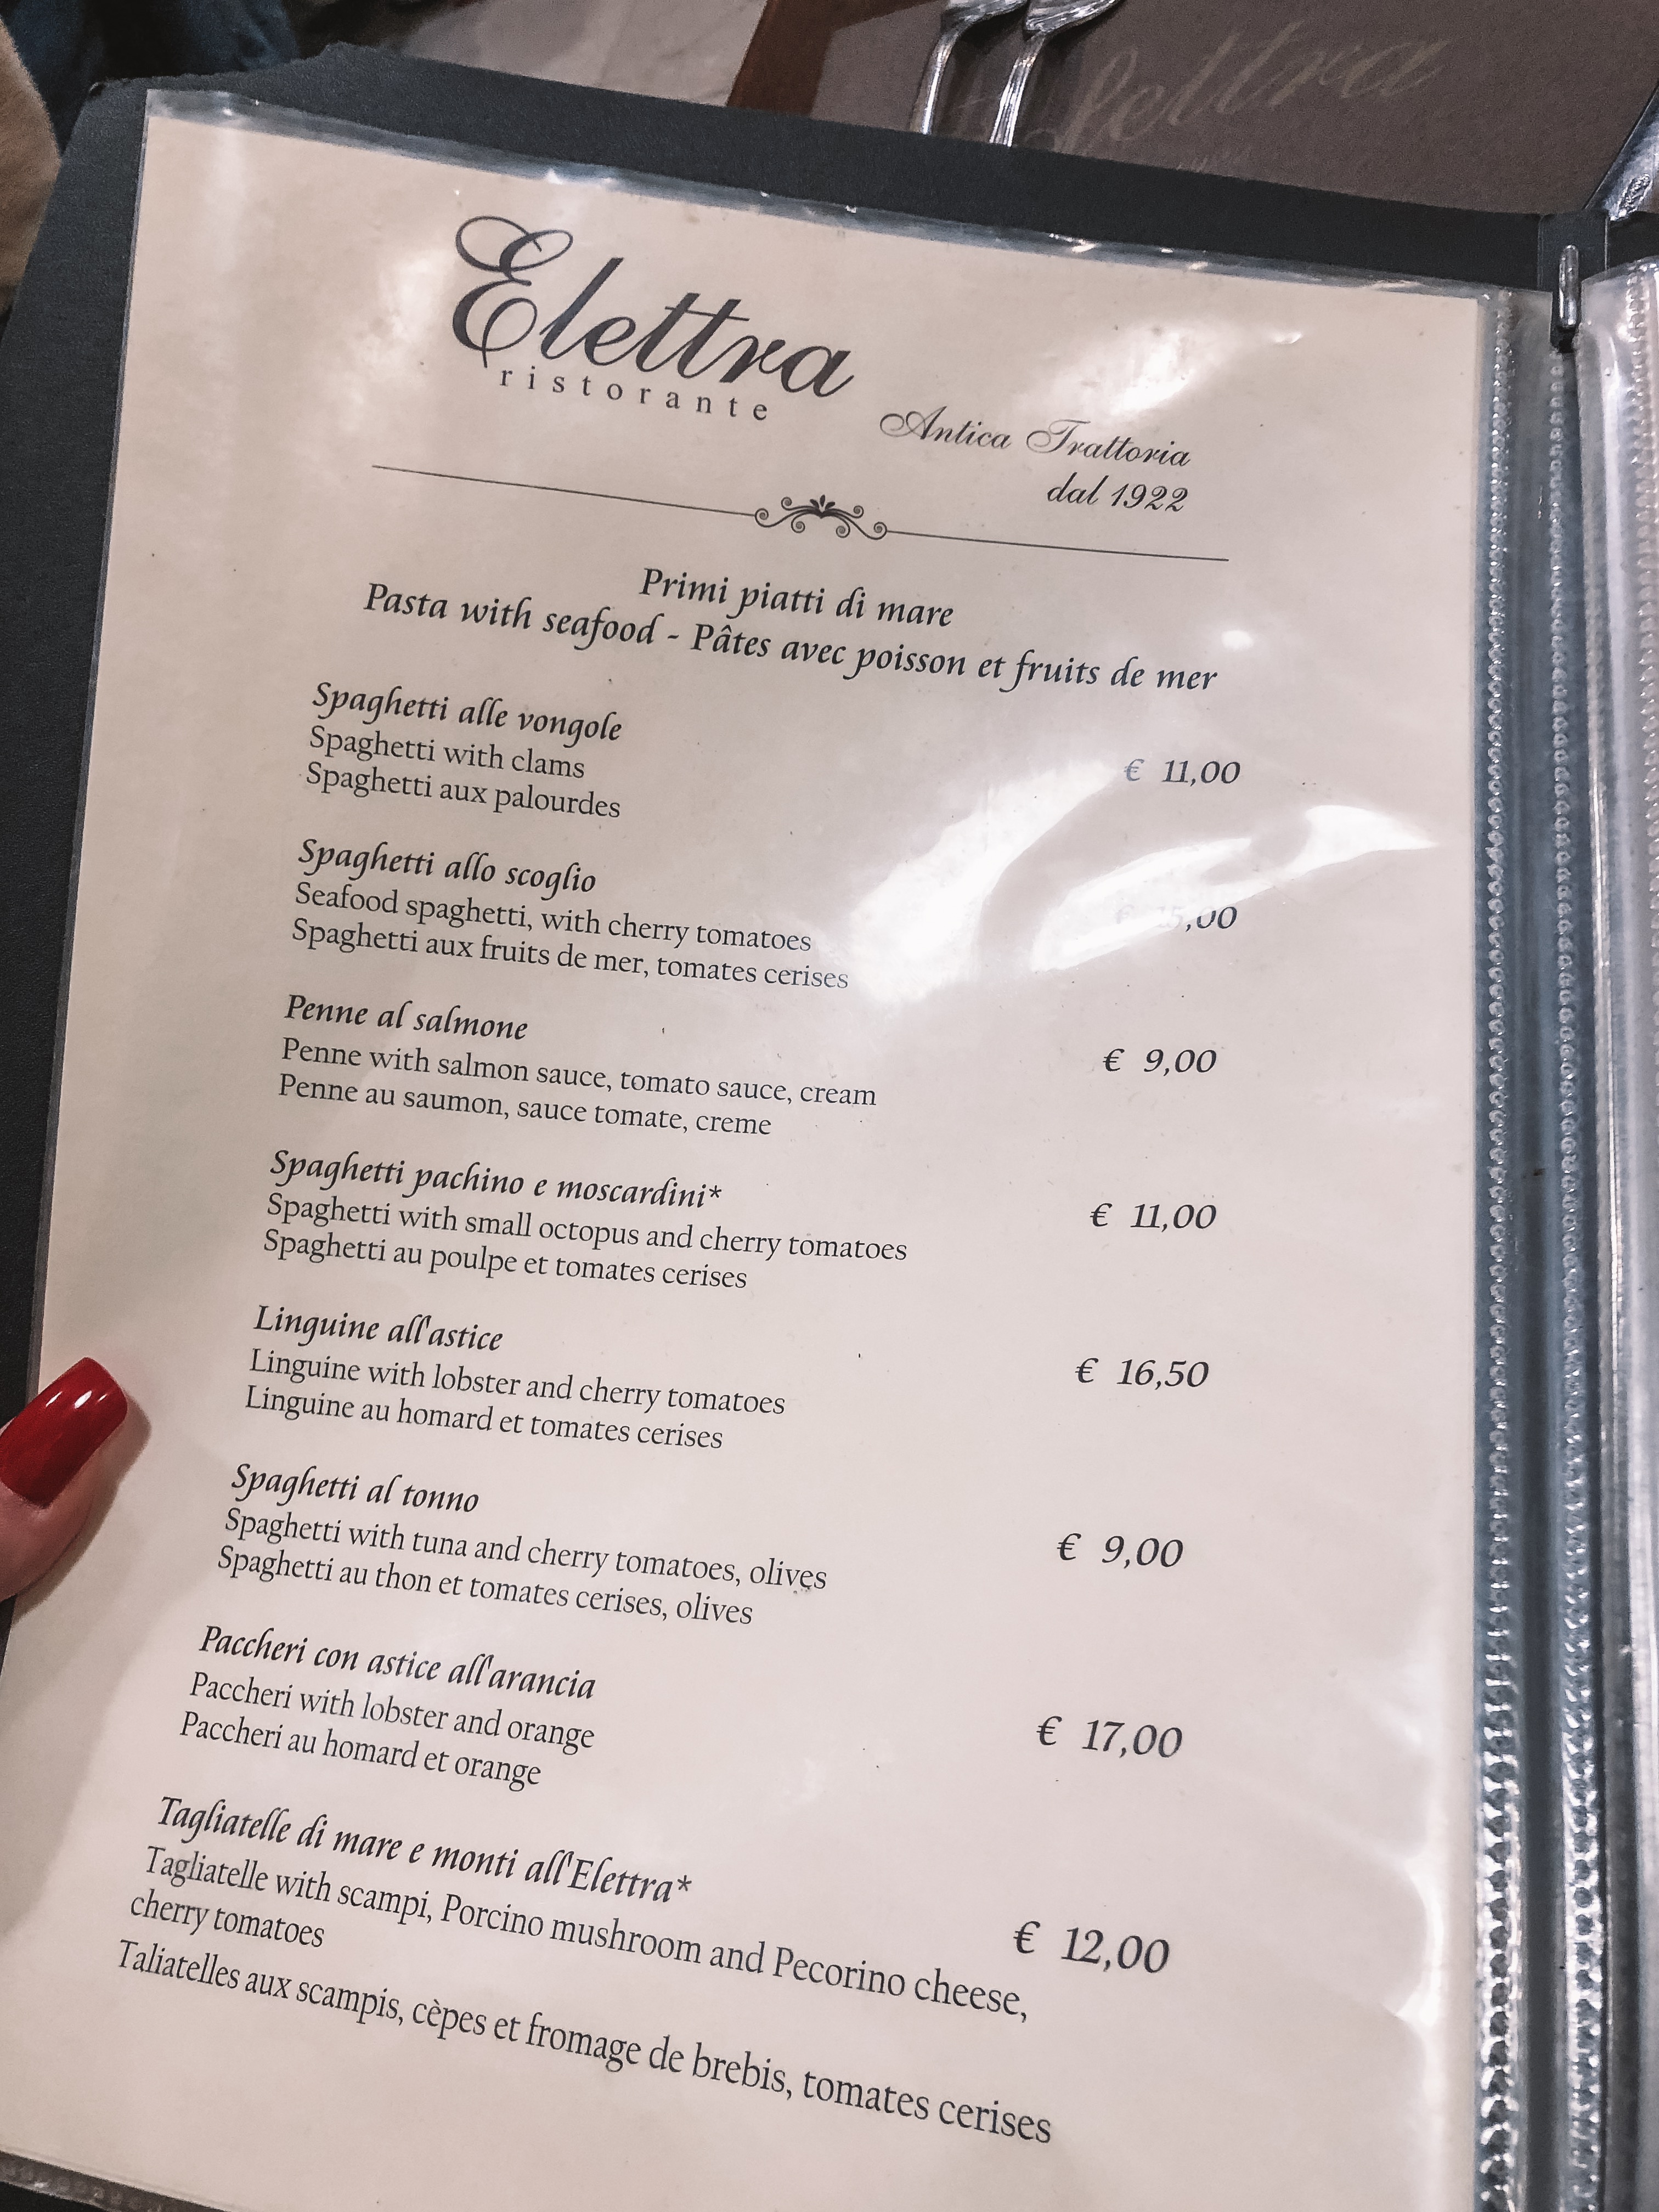 Elettra
Elettra
ristorante
Antica Trattoria
dal 1922
Primi piatti di mare
Pasta with seafood - Pâtes avec poisson et fruits de mer
Spaghetti alle vongole
Spaghetti with clams
Spaghetti aux palourdes
€ 11,00
Spaghetti allo scoglio
Seafood spaghetti, with cherry tomatoes
Spaghetti aux fruits de mer, tomates cerises
€ 15,00
Penne al salmone
Penne with salmon sauce, tomato sauce, cream
Penne au saumon, sauce tomate, creme
€ 9,00
Spaghetti pachino e moscardini*
Spaghetti with small octopus and cherry tomatoes
Spaghetti au poulpe et tomates cerises
€ 11,00
Linguine all'astice
Linguine with lobster and cherry tomatoes
Linguine au homard et tomates cerises
€ 16,50
Spaghetti al tonno
Spaghetti with tuna and cherry tomatoes, olives
Spaghetti au thon et tomates cerises, olives
€ 9,00
Paccheri con astice all'arancia
Paccheri with lobster and orange
Paccheri au homard et orange
€ 17,00
Tagliatelle di mare e monti all'Elettra*
Tagliatelle with scampi, Porcino mushroom and Pecorino cheese,
cherry tomatoes
Taliatelles aux scampis, cèpes et fromage de brebis, tomates cerises
€ 12,00